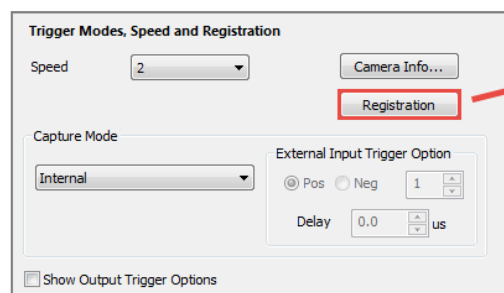 Trigger Modes, Speed and Registration
Speed 2 Camera Info...
Registration
Capture Mode
External Input Trigger Option
Internal
Pos Neg 1
Delay 0.0 us
Show Output Trigger Options